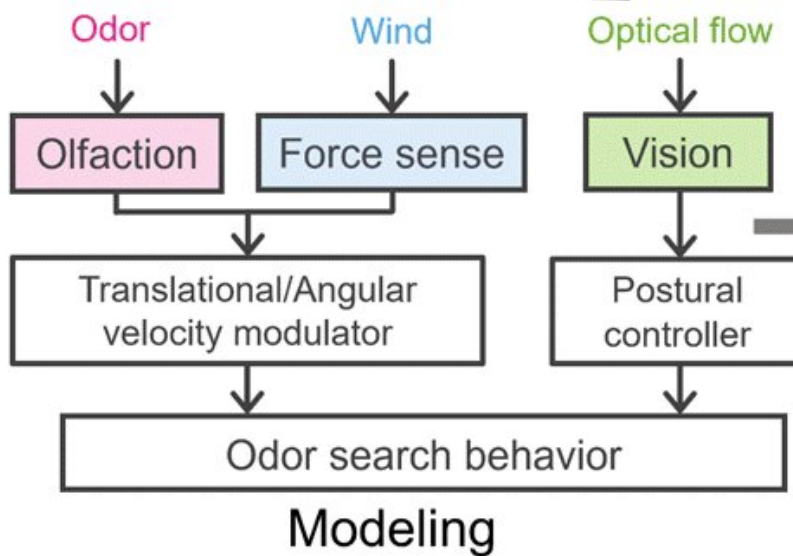 Odor Wind Optical flow
Olfaction Force sense Vision
Translational/Angular
velocity modulator
Postural
controller
Odor search behavior
Modeling